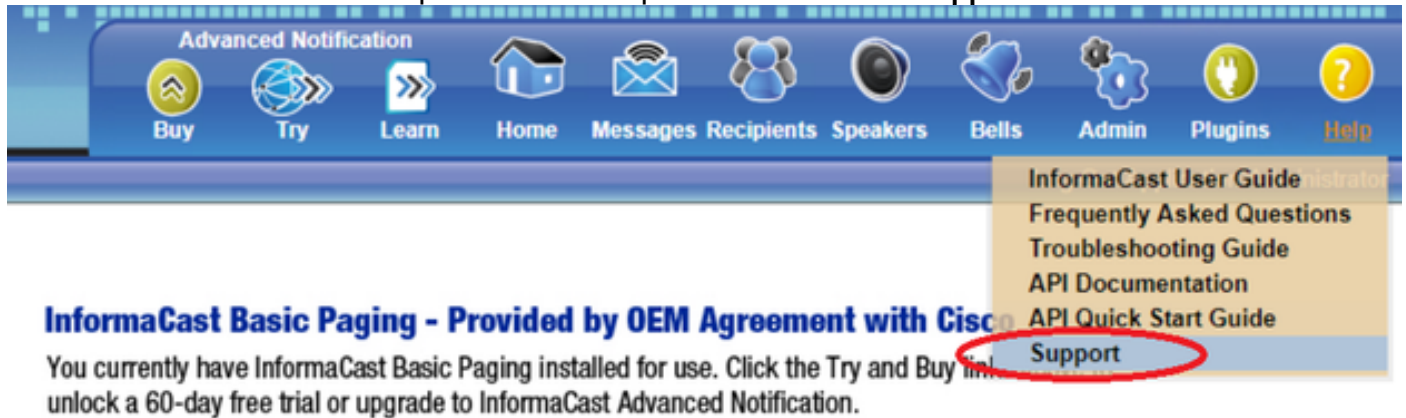 Advanced Notification
Buy Try Learn Home Messages Recipients Speakers Bells Admin Plugins Help
InformaCast User Guide
Frequently Asked Questions
Troubleshooting Guide
API Documentation
API Quick Start Guide
Support
InformaCast Basic Paging - Provided by OEM Agreement with Cisco
You currently have InformaCast Basic Paging installed for use. Click the Try and Buy
unlock a 60-day free trial or upgrade to InformaCast Advanced Notification.